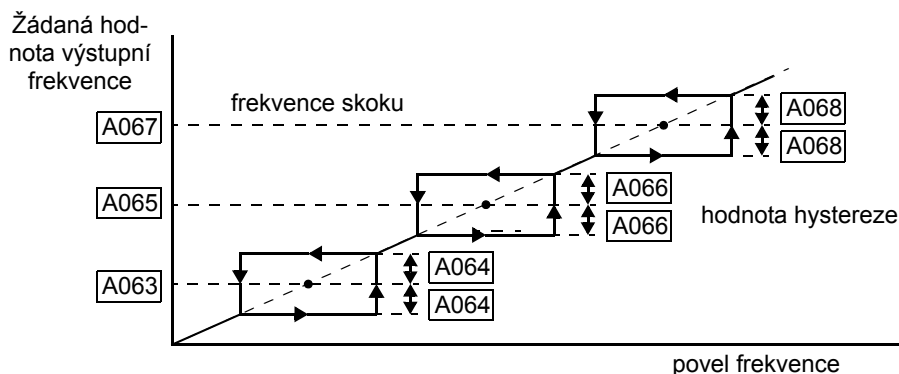 Žádaná hod-
nota výstupní
frekvence
frekvence skoku
A067
A068
A068
A065
A066
A066
hodnota hystereze
A063
A064
A064
povel frekvence